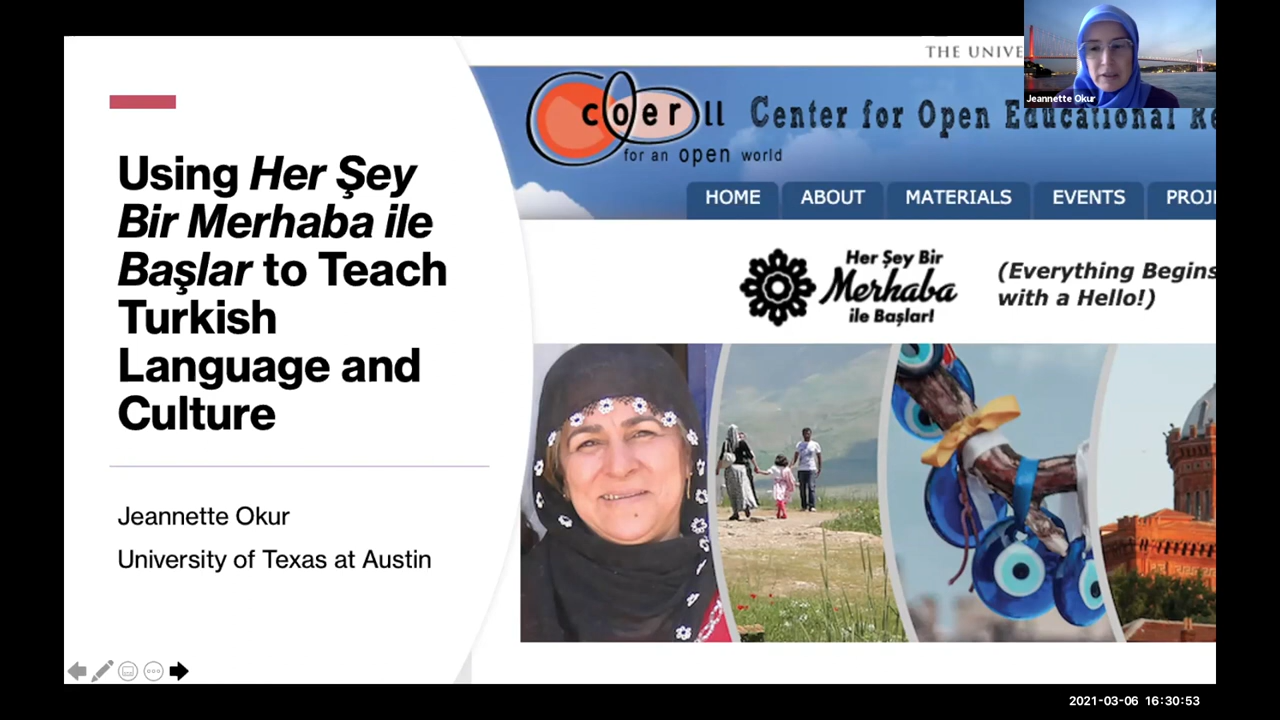 Using Her Şey
Bir Merhaba ile
Başlar to Teach
Turkish
Language and
Culture
Jeannette Okur
University of Texas at Austin
THE UNIVE
Jeannette Okur
coerll Center for Open Educational Re
for an open world
HOME ABOUT MATERIALS EVENTS PROJ
Her Şey Bir
Merhaba
ile Başlar!
(Everything Begins
with a Hello!)
2021-03-06 16:30:53